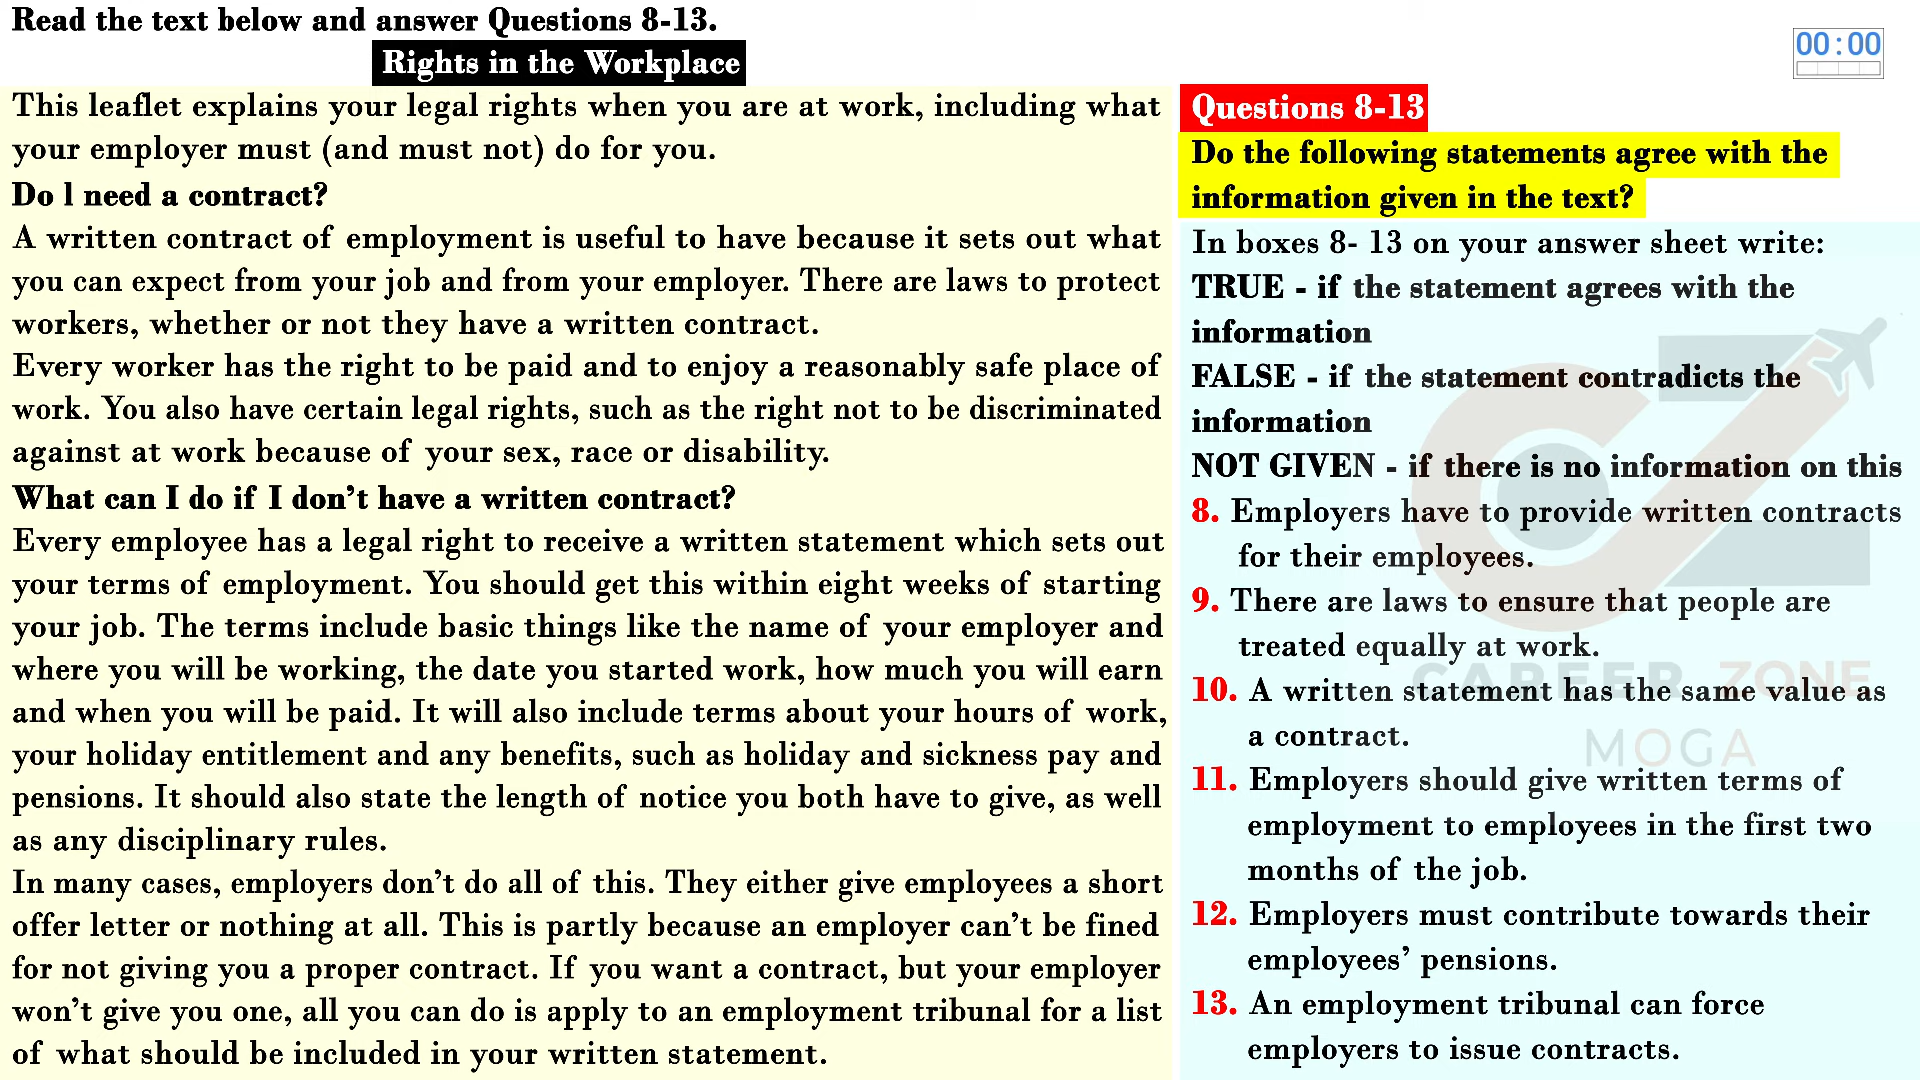 Read the text below and answer Questions 8-13.
Rights in the Workplace
00:00
This leaflet explains your legal rights when you are at work, including what
your employer must (and must not) do for you.
Do l need a contract?
A written contract of employment is useful to have because it sets out what
you can expect from your job and from your employer. There are laws to protect
workers, whether or not they have a written contract.
Every worker has the right to be paid and to enjoy a reasonably safe place of
work. You also have certain legal rights, such as the right not to be discriminated
against at work because of your sex, race or disability.
What can I do if I don't have a written contract?
Every employee has a legal right to receive a written statement which sets out
your terms of employment. You should get this within eight weeks of starting
your job. The terms include basic things like the name of your employer and
where you will be working, the date you started work, how much you will earn
and when you will be paid. It will also include terms about your hours of work,
your holiday entitlement and any benefits, such as holiday and sickness pay and
pensions. It should also state the length of notice you both have to give, as well
as any disciplinary rules.
In many cases, employers don't do all of this. They either give employees a short
offer letter or nothing at all. This is partly because an employer can't be fined
for not giving you a proper contract. If you want a contract, but your employer
won't give you one, all you can do is apply to an employment tribunal for a list
of what should be included in your written statement.
Questions 8-13
Do the following statements agree with the
information given in the text?
In boxes 8- 13 on your answer sheet write:
TRUE - if the statement agrees with the
information
FALSE - if the statement contradicts the
information
NOT GIVEN - if there is no information on this
8. Employers have to provide written contracts
for their employees.
9. There are laws to ensure that people are
treated equally at work.
10. A written statement has the same value as
a contract.
11. Employers should give written terms of
employment to employees in the first two
months of the job.
12. Employers must contribute towards their
employees' pensions.
13. An employment tribunal can force
employers to issue contracts.
CAREER ZONE
MOGA